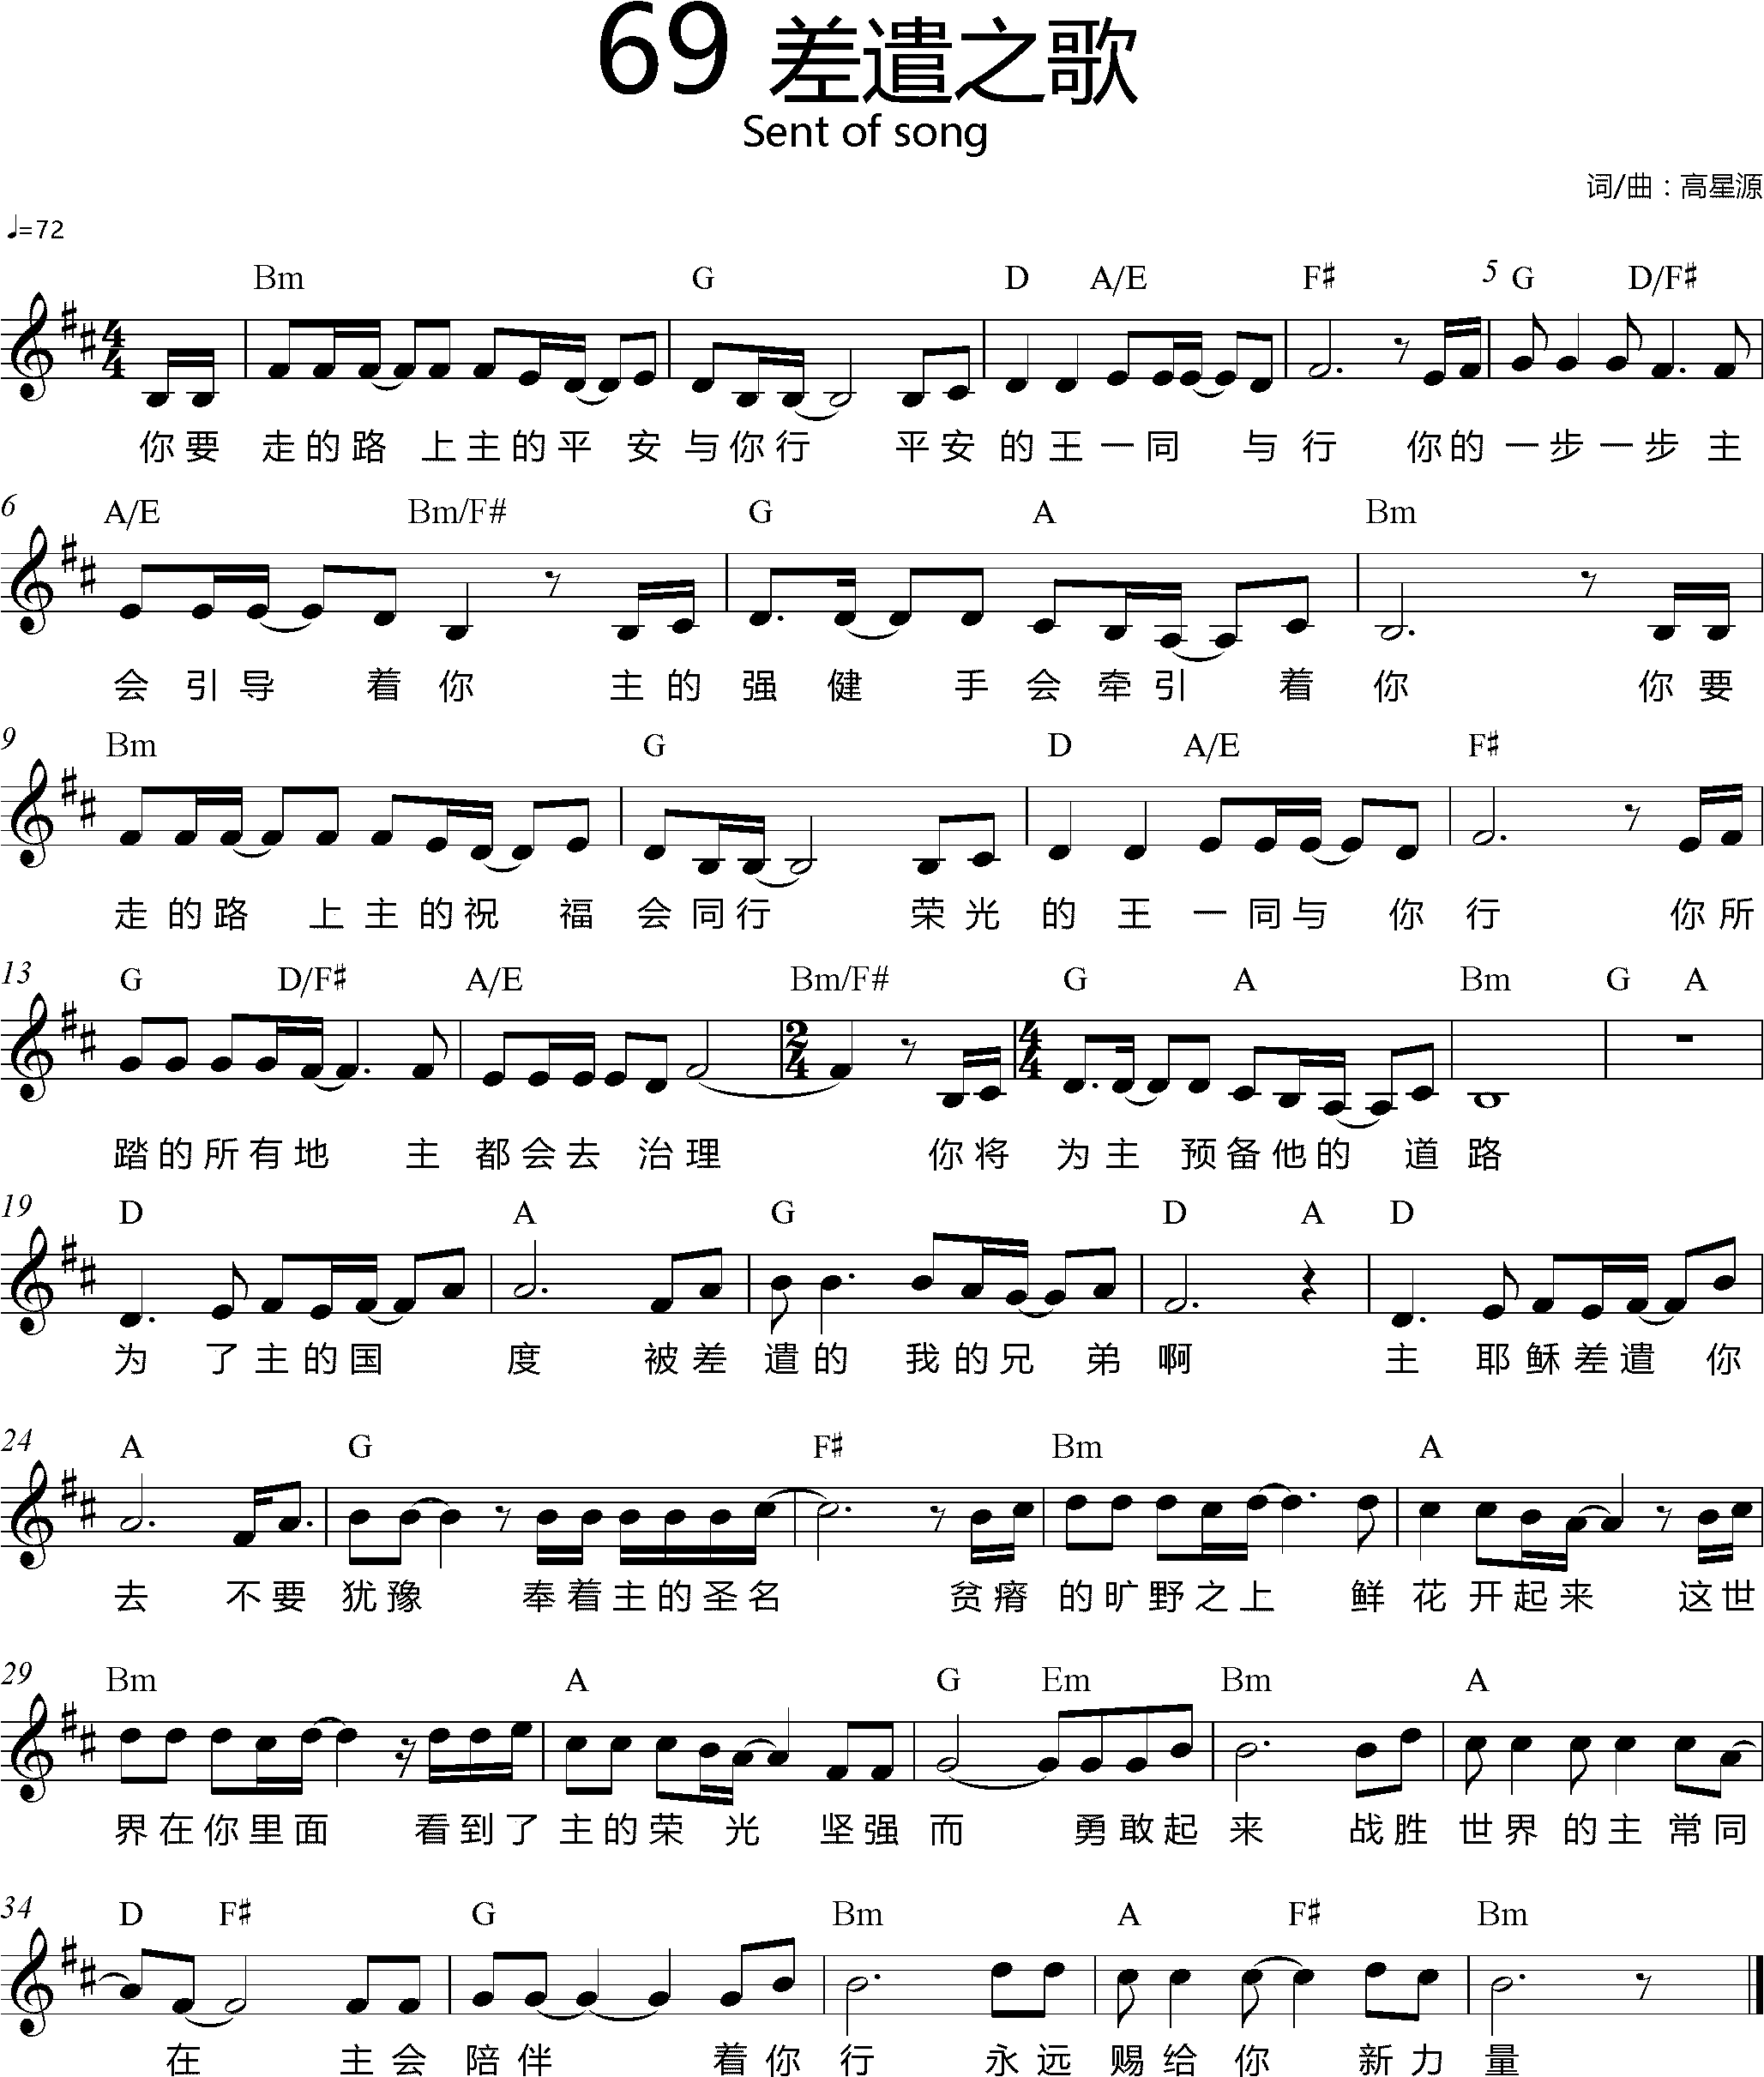 69 差遣之歌
Sent of song
词/曲：高星源
♩=72
Bm G D A/E F♯ 5 G D/F♯
4 4
你要 走的路 上主的平 安与你行 平安的王一同 与行 你的一步一步主
6 A/E Bm/F# G A Bm
会引导 着你 主的强健 手会牵引 着你 你要
9 Bm G D A/E F♯
走的路 上主的祝 福会同行 荣光的王一同与 你行 你所
13 G D/F♯ A/E Bm/F# G A Bm G A
2 4 4 4
踏的所有地 主都会去 治理 你将为主 预备他的 道路
19 D A G D A D
为 了主的国 度 被差遣的 我的兄 弟啊 主 耶稣差遣 你
24 A G F♯ Bm A
去 不要犹豫 奉着主的圣名 贫瘠的旷野之上 鲜花开起来 这世
29 Bm A G Em Bm A
界在你里面 看到了主的荣 光 坚强而 勇敢起来 战胜世界的主常同
34 D F♯ G Bm A F♯ Bm
在 主会陪伴 着你行 永远赐给你 新力量